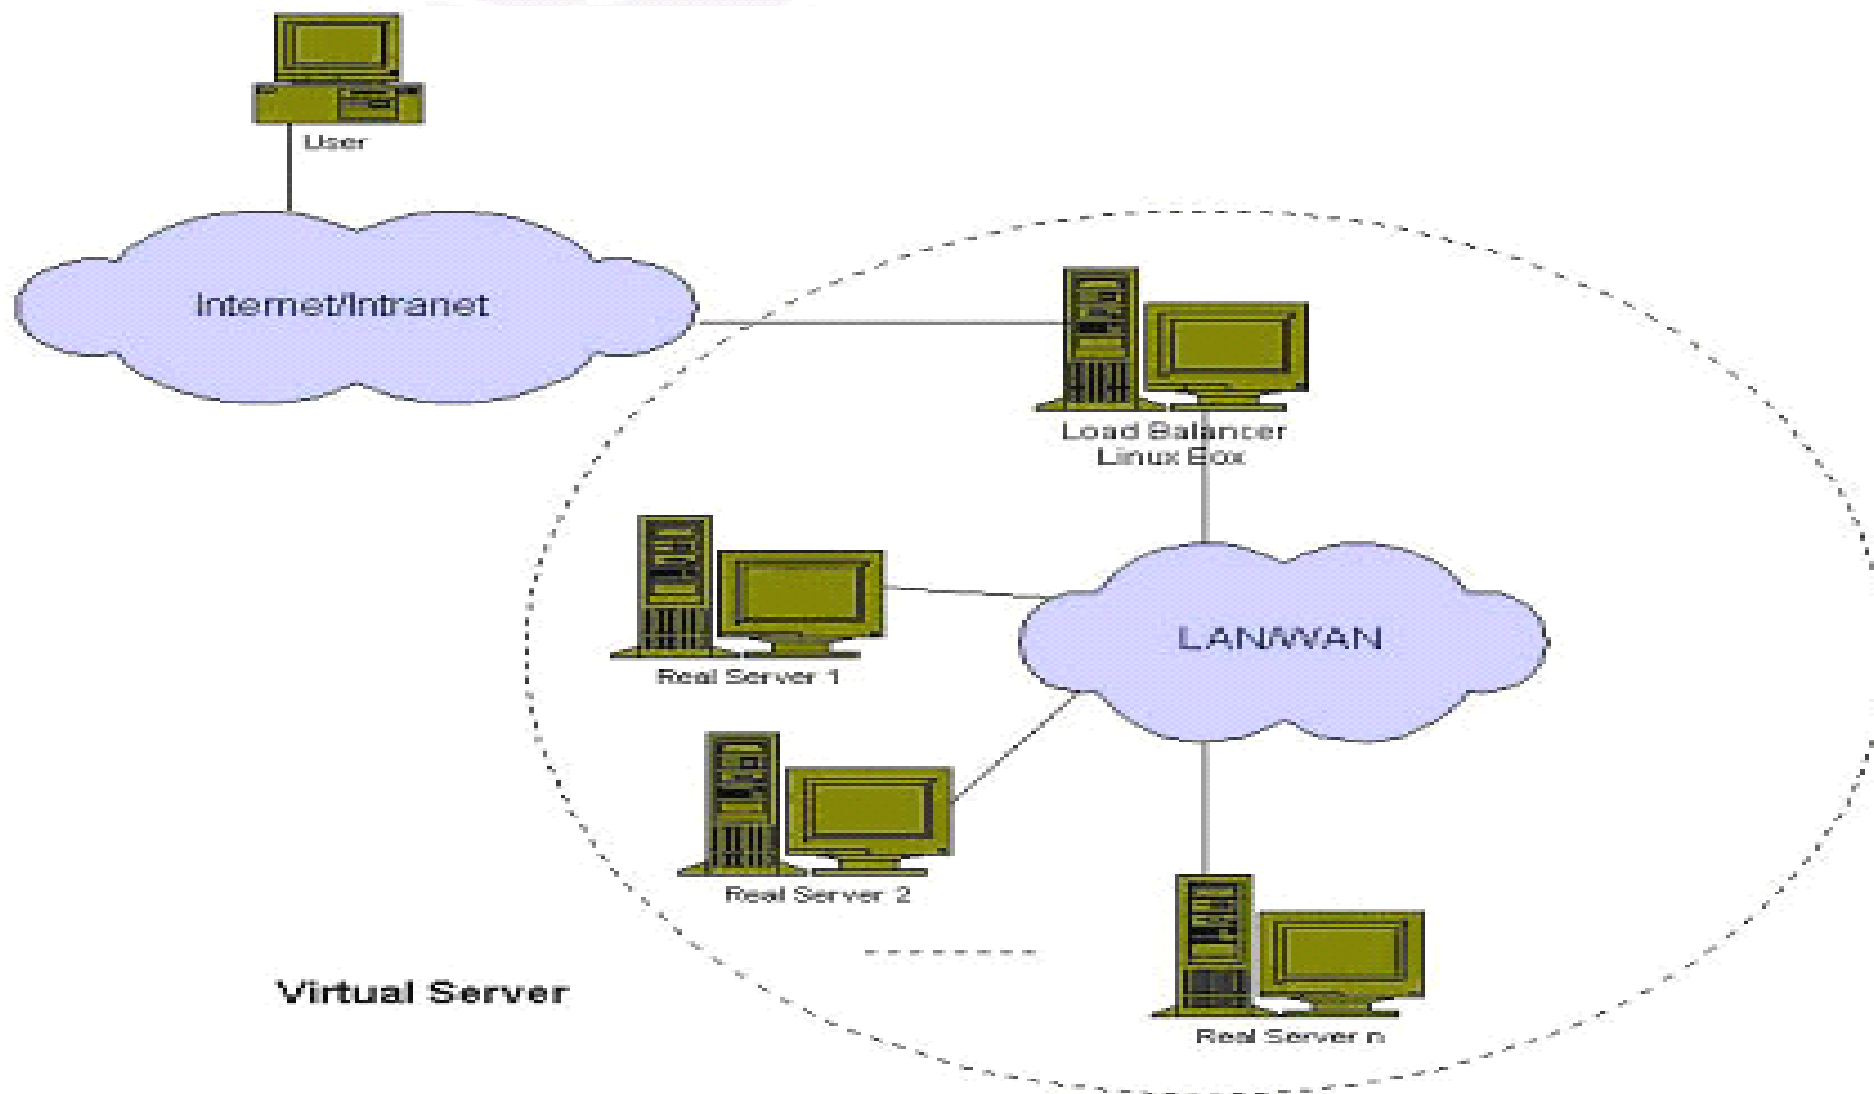 User
Internet/Intranet
Load Balancer
Linux Box
Real Server 1
LAN/WAN
Real Server 2
Virtual Server
Real Server n